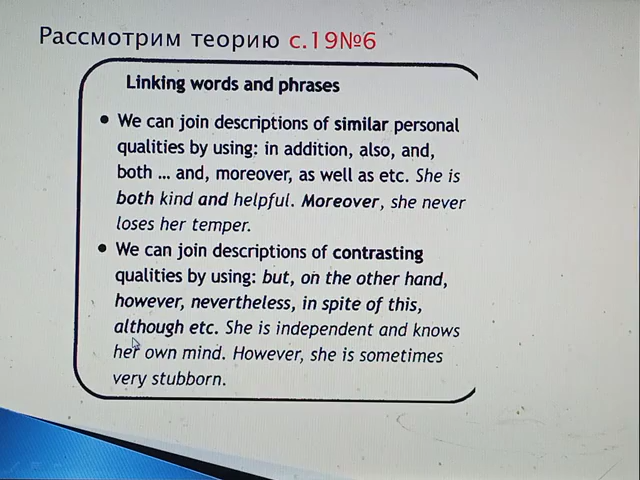 Рассмотрим теорию с.19№6
Linking words and phrases
• We can join descriptions of similar personal
qualities by using: in addition, also, and,
both ... and, moreover, as well as etc. She is
both kind and helpful. Moreover, she never
loses her temper.
• We can join descriptions of contrasting
qualities by using: but, on the other hand,
however, nevertheless, in spite of this,
although etc. She is independent and knows
her own mind. However, she is sometimes
very stubborn.